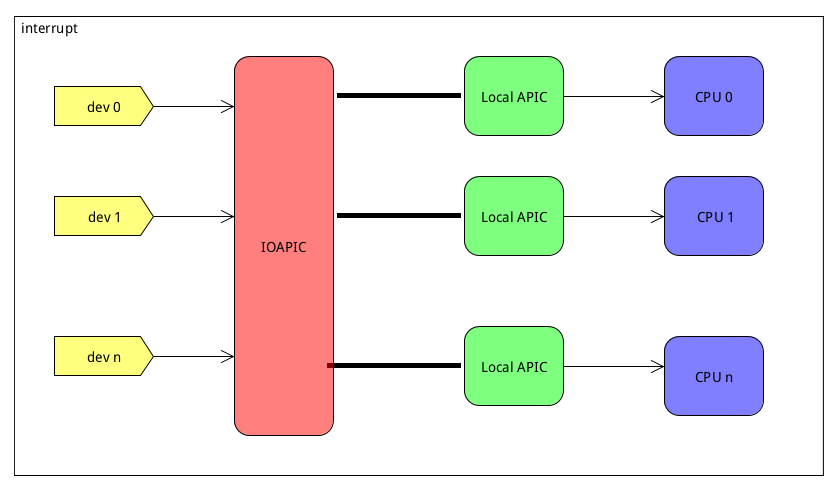 interrupt
dev 0
Local APIC
CPU 0
dev 1
Local APIC
CPU 1
IOAPIC
dev n
Local APIC
CPU n